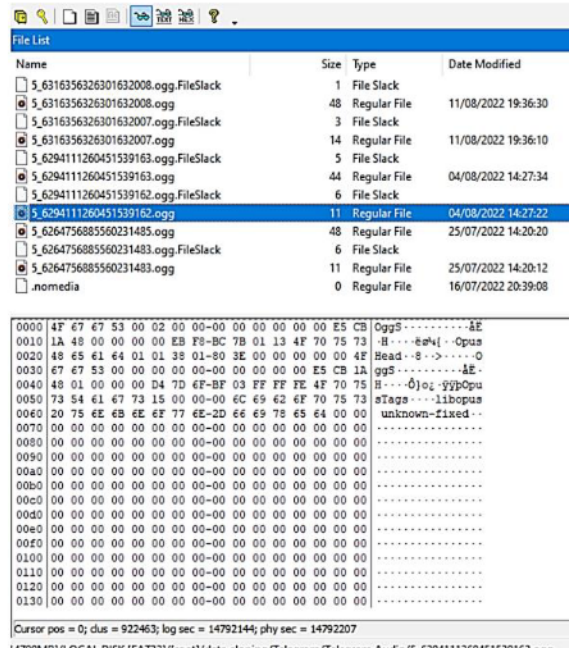 File List
Name Size Type Date Modified
5_6316356326301632008.ogg.FileSlack 1 File Slack
5_6316356326301632008.ogg 48 Regular File 11/08/2022 19:36:30
5_6316356326301632007.ogg.FileSlack 3 File Slack
5_6316356326301632007.ogg 14 Regular File 11/08/2022 19:36:10
5_6294111260451539163.ogg.FileSlack 5 File Slack
5_6294111260451539163.ogg 44 Regular File 04/08/2022 14:27:34
5_6294111260451539162.ogg.FileSlack 6 File Slack
5_6294111260451539162.ogg 11 Regular File 04/08/2022 14:27:22
5_6264756885560231485.ogg 48 Regular File 25/07/2022 14:20:20
5_6264756885560231483.ogg.FileSlack 6 File Slack
5_6264756885560231483.ogg 11 Regular File 25/07/2022 14:20:12
.nomedia 0 Regular File 16/07/2022 20:39:08
0000 4F 67 67 53 00 02 00 00-00 00 00 00 00 00 E5 CB OggS··········åË
0010 1A 48 00 00 00 00 EB F8-BC 7B 01 13 4F 70 75 73 ·H····ëø¼{··Opus
0020 48 65 61 64 01 01 38 01-80 3E 00 00 00 00 00 4F Head··8··>·····O
0030 67 67 53 00 00 00 00 00-00 00 00 00 00 E5 CB 1A ggS··········åË·
0040 48 01 00 00 00 D4 7D 6F-BF 03 FF FF FE 4F 70 75 H····Ô}o¿·ÿÿþOpu
0050 73 54 61 67 73 15 00 00-00 6C 69 62 6F 70 75 73 sTags····libopus
0060 20 75 6E 6B 6E 6F 77 6E-2D 66 69 78 65 64 00 00 unknown-fixed··
0070 00 00 00 00 00 00 00 00-00 00 00 00 00 00 00 00 ················
0080 00 00 00 00 00 00 00 00-00 00 00 00 00 00 00 00 ················
0090 00 00 00 00 00 00 00 00-00 00 00 00 00 00 00 00 ················
00a0 00 00 00 00 00 00 00 00-00 00 00 00 00 00 00 00 ················
00b0 00 00 00 00 00 00 00 00-00 00 00 00 00 00 00 00 ················
00c0 00 00 00 00 00 00 00 00-00 00 00 00 00 00 00 00 ················
00d0 00 00 00 00 00 00 00 00-00 00 00 00 00 00 00 00 ················
00e0 00 00 00 00 00 00 00 00-00 00 00 00 00 00 00 00 ················
00f0 00 00 00 00 00 00 00 00-00 00 00 00 00 00 00 00 ················
0100 00 00 00 00 00 00 00 00-00 00 00 00 00 00 00 00 ················
0110 00 00 00 00 00 00 00 00-00 00 00 00 00 00 00 00 ················
0120 00 00 00 00 00 00 00 00-00 00 00 00 00 00 00 00 ················
0130 00 00 00 00 00 00 00 00-00 00 00 00 00 00 00 00 ················
Cursor pos = 0; clus = 922463; log sec = 14792144; phy sec = 14792207